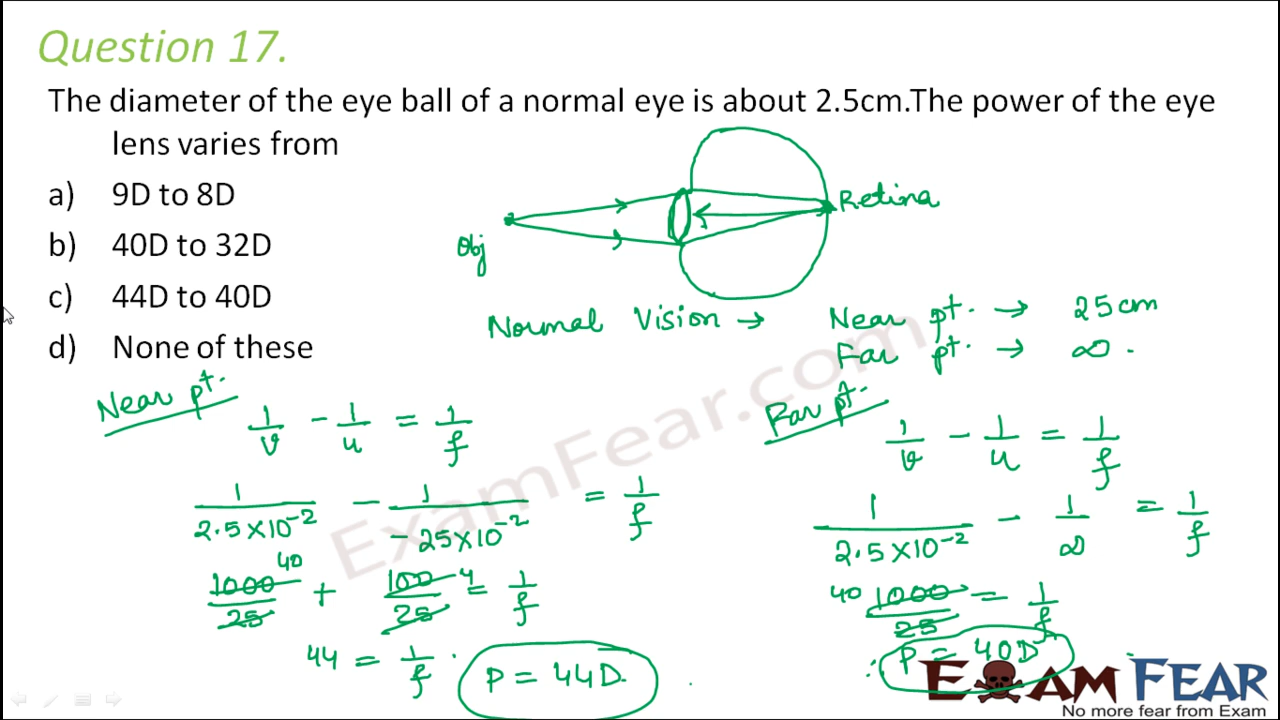 Question 17.
The diameter of the eye ball of a normal eye is about 2.5cm.The power of the eye
lens varies from
a) 9D to 8D
b) 40D to 32D
c) 44D to 40D
d) None of these
Retina
Obj
Normal Vision → Near pt. → 25cm
Far pt. → ∞.
Near pt.
1/v - 1/u = 1/f
1/2.5×10⁻² - 1/-25×10⁻² = 1/f
1000/25 40 + 100/25 4 = 1/f
44 = 1/f.
P = 44D.
Far pt.
1/v - 1/u = 1/f
1/2.5×10⁻² - 1/∞ = 1/f
40 1000/25 = 1/f
P = 40D
ExamFear.com
EXAM FEAR
No more fear from Exam